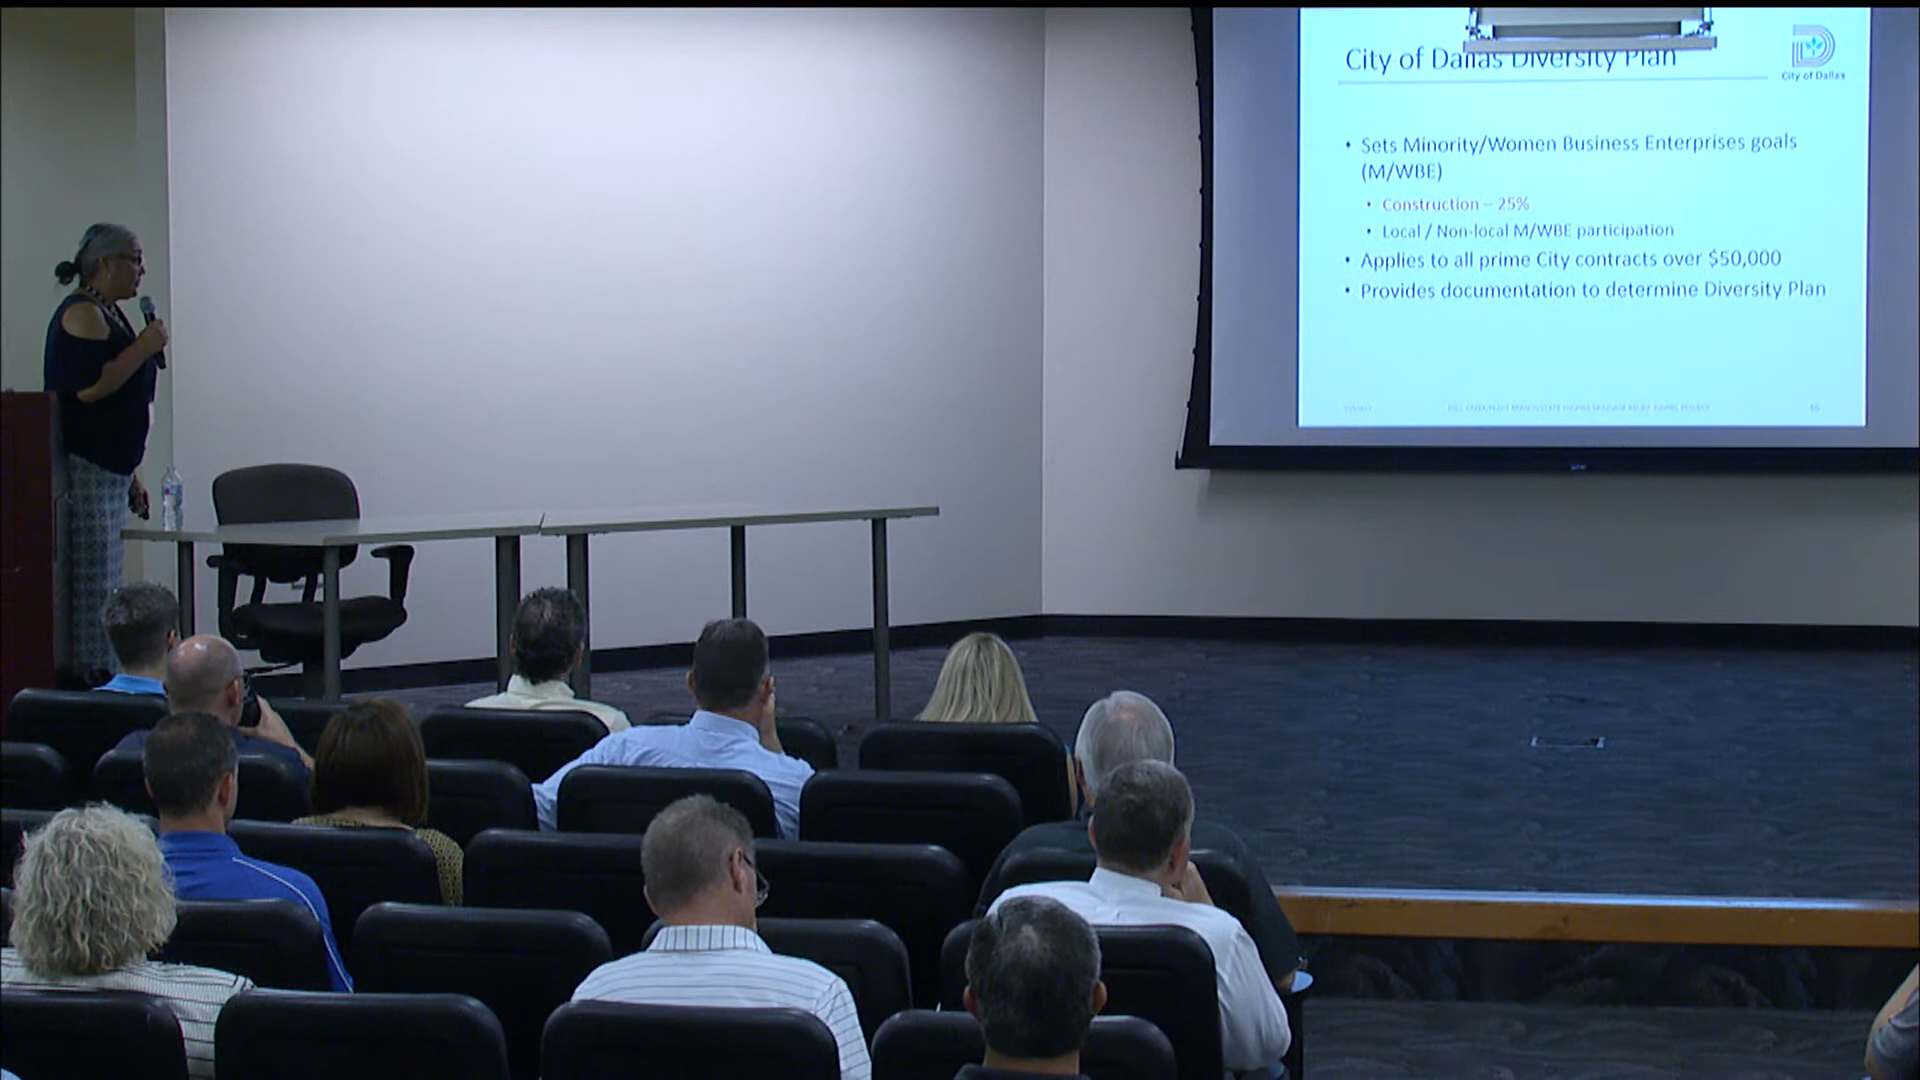 City of Dallas Diversity Plan
City of Dallas
• Sets Minority/Women Business Enterprises goals
(M/WBE)
• Construction – 25%
• Local / Non-local M/WBE participation
• Applies to all prime City contracts over $50,000
• Provides documentation to determine Diversity Plan